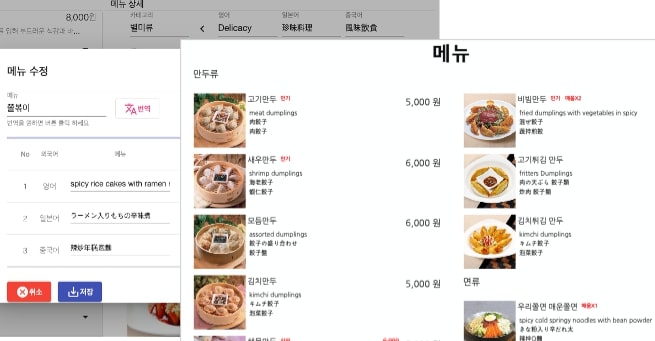 메뉴 상세
8,000원
카테고리
별미류
영어
Delicacy
일본어
珍味料理
중국어
風味飲食
메뉴 수정
메뉴
쫄볶이
번역
번역을 원하면 버튼 클릭 하세요
No 외국어 메뉴
1 영어 spicy rice cakes with ramen
2 일본어 ラーメン入りもちの辛味煮
3 중국어 辣炒年糕
취소
저장
메뉴
만두류
고기만두 인기
5,000 원
meat dumplings
肉餃子
肉餃子
새우만두 인기
6,000 원
shrimp dumplings
海老餃子
蝦仁餃子
모듬만두
6,000 원
assorted dumplings
餃子の盛り合わせ
餃子盤
김치만두
5,000 원
kimchi dumplings
キムチ餃子
泡菜餃子
비빔만두 인기 매움X2
fried dumplings with vegetables in spicy
混ぜ餃子
蔬拌煎餃
고기튀김 만두
fritters Dumplings
肉の天ぷら 餃子類
炸肉 餃子類
김치튀김 만두
kimchi dumplings
キムチ餃子
泡菜餃子
면류
우리쫄면 매운쫄면 매움X1
spicy cold springy noodles with bean powder
きな粉入り辛だれ太